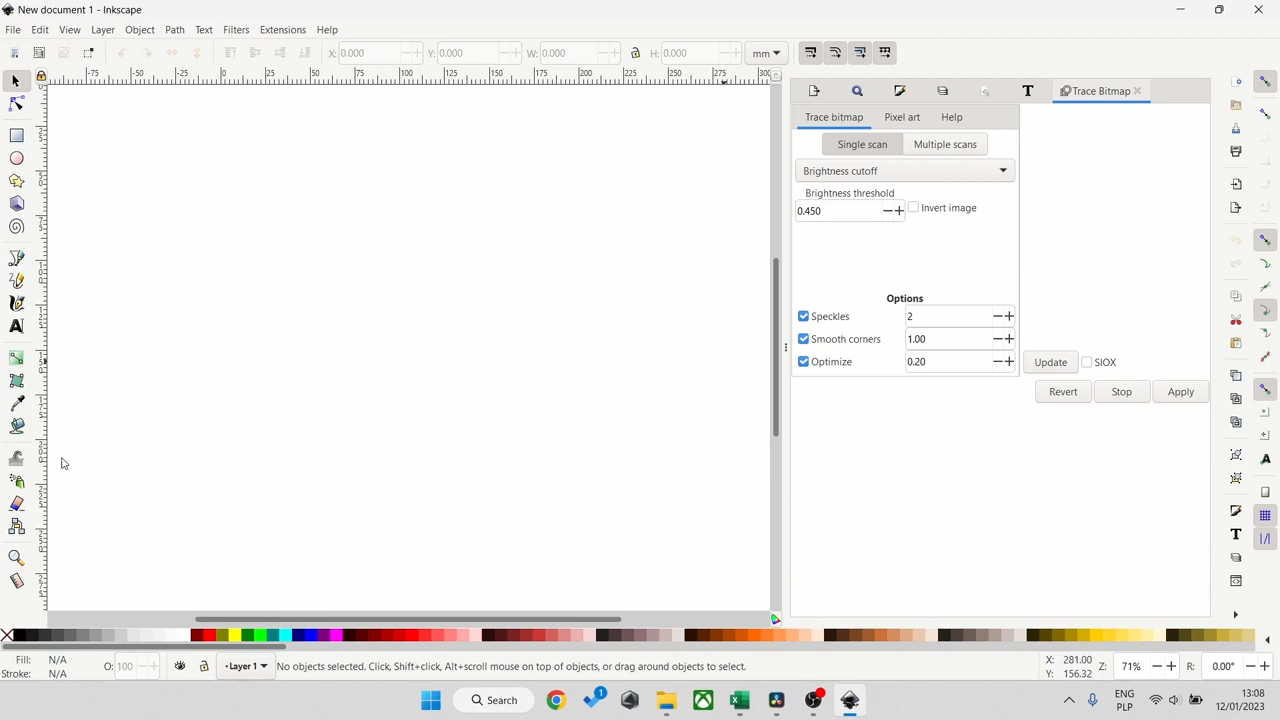 New document 1 - Inkscape
File Edit View Layer Object Path Text Filters Extensions Help
X: 0.000 Y: 0.000 W: 0.000 H: 0.000 mm
-75 -50 -25 0 25 50 75 100 125 150 175 200 225 250 275 300
Trace Bitmap
Trace bitmap Pixel art Help
Single scan Multiple scans
Brightness cutoff
Brightness threshold
0.450 Invert image
Options
Speckles 2
Smooth corners 1.00
Optimize 0.20 Update SIOX
Revert Stop Apply
Fill: N/A O: 100 Layer 1 No objects selected. Click, Shift+click, Alt+scroll mouse on top of objects, or drag around objects to select. X: 281.00 Z: 71% R: 0.00°
Stroke: N/A Y: 156.32
Search 1 ENG 13:08
PLP 12/01/2023